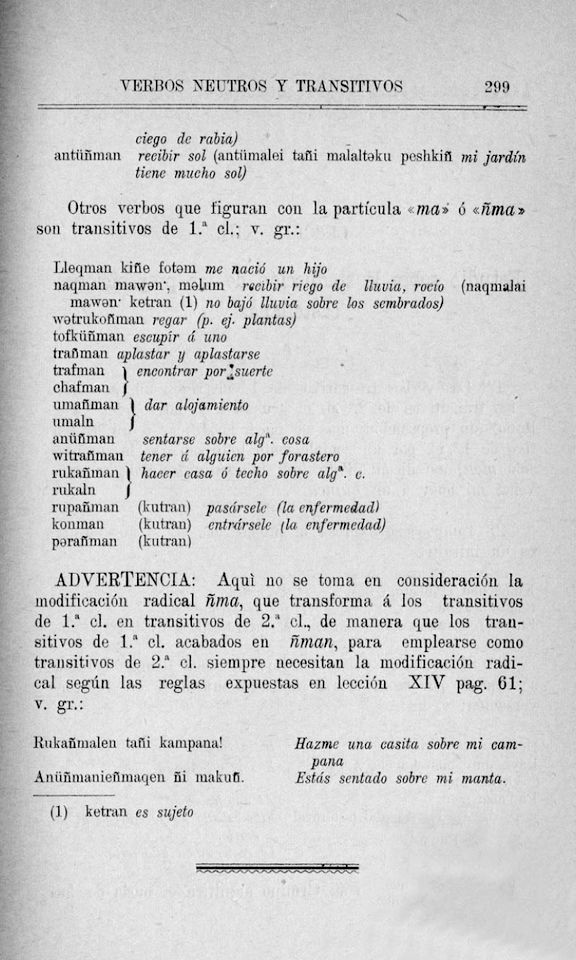 VERBOS NEUTROS Y TRANSITIVOS 299
ciego de rabia)
antüñman recibir sol (antümalei tañi malaltəku peshkiñ mi jardín
tiene mucho sol)
Otros verbos que figuran con la partícula «ma» ó «ñma»
son transitivos de 1.ª cl.; v. gr.:
Lleqman kiñe fotəm me nació un hijo
naqman mawən·, məlum recibir riego de lluvia, rocío (naqmalai
mawən· ketran (1) no bajó lluvia sobre los sembrados)
wətrukoñman regar (p. ej. plantas)
tofküñman escupir á uno
trañman aplastar y aplastarse
trafman } encontrar por suerte
chafman
umañman } dar alojamiento
umaln
anüñman sentarse sobre algª. cosa
witrañman tener á alguien por forastero
rukañman } hacer casa ó techo sobre algª. c.
rukaln
rupañman (kutran) pasársele (la enfermedad)
konman (kutran) entrársele (la enfermedad)
pərañman (kutran)
ADVERTENCIA: Aquì no se toma en consideración la
modificación radical ñma, que transforma á los transitivos
de 1.ª cl. en transitivos de 2.ª cl., de manera que los tran-
sitivos de 1.ª cl. acabados en ñman, para emplearse como
transitivos de 2.ª cl. siempre necesitan la modificación radi-
cal según las reglas expuestas en lección XIV pag. 61;
v. gr.:
Rukañmalen tañi kampana! Hazme una casita sobre mi cam-
pana
Anüñmanieñmaqen ñi makuñ. Estás sentado sobre mi manta.
(1) ketran es sujeto